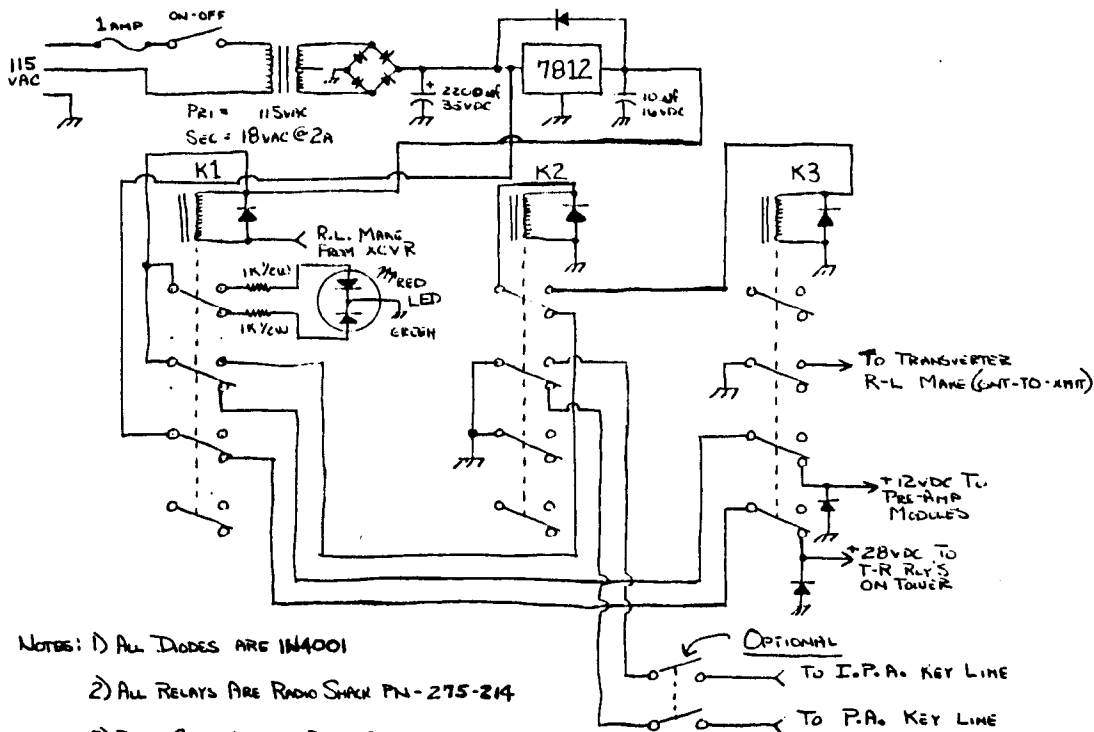 1 AMP
ON-OFF
115
VAC
PRI = 115VAC
SEC = 18VAC @ 2A
+
2200µf
35VDC
7812
10µf
16VDC
K1
K2
K3
R.L. MAKE
FROM XCVR
1K ½W
1K ½W
RED
LED
GREEN
TO TRANSVERTER
R-L MAKE (GNT-TO-XMIT)
+12VDC TO
PRE-AMP
MODULES
+28VDC TO
T-R RLY'S
ON TOWER
OPTIONAL
TO I.P.A. KEY LINE
TO P.A. KEY LINE
NOTES: 1) ALL DIODES ARE 1N4001
2) ALL RELAYS ARE RADIO SHACK PN-275-214